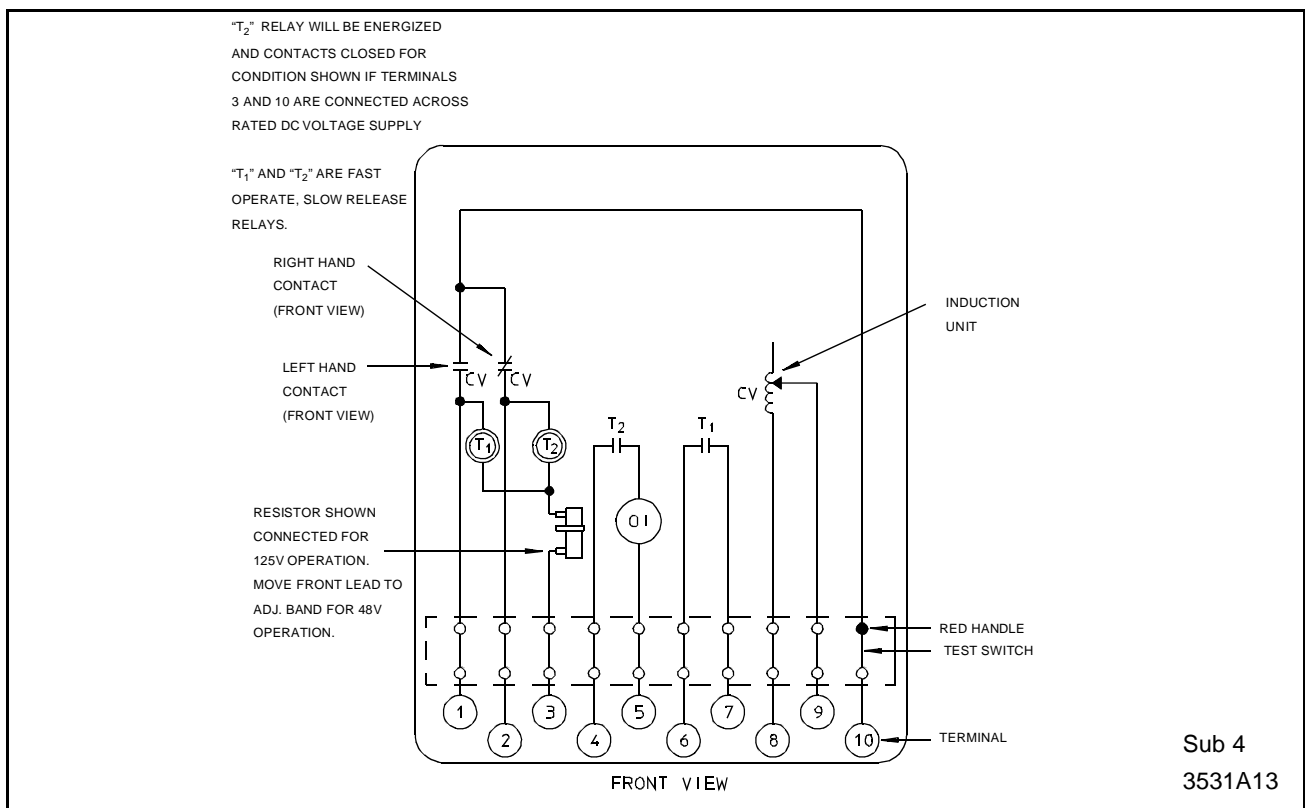 “T2” RELAY WILL BE ENERGIZED
AND CONTACTS CLOSED FOR
CONDITION SHOWN IF TERMINALS
3 AND 10 ARE CONNECTED ACROSS
RATED DC VOLTAGE SUPPLY
“T1” AND “T2” ARE FAST
OPERATE, SLOW RELEASE
RELAYS.
RIGHT HAND
CONTACT
(FRONT VIEW)
INDUCTION
UNIT
LEFT HAND
CONTACT
(FRONT VIEW)
CV
CV
CV
T1
T2
T2
T1
OI
RESISTOR SHOWN
CONNECTED FOR
125V OPERATION.
MOVE FRONT LEAD TO
ADJ. BAND FOR 48V
OPERATION.
RED HANDLE
TEST SWITCH
1
2
3
4
5
6
7
8
9
10
TERMINAL
FRONT VIEW
Sub 4
3531A13